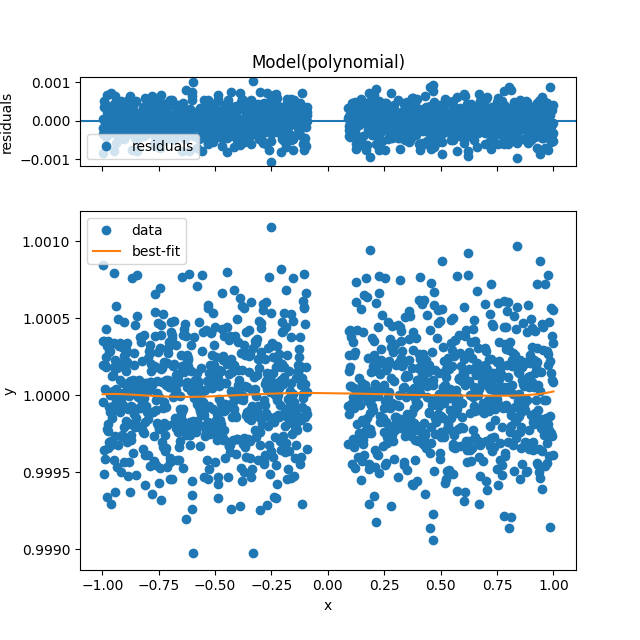 Model(polynomial)
residuals
0.001
0.000
−0.001
residuals
y
1.0010
1.0005
1.0000
0.9995
0.9990
data
best-fit
−1.00 −0.75 −0.50 −0.25 0.00 0.25 0.50 0.75 1.00
x